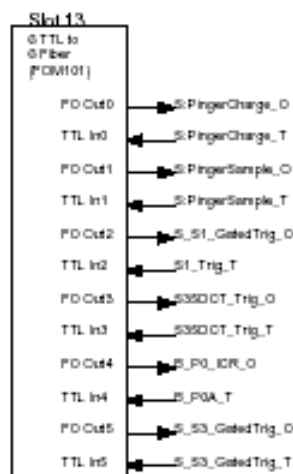 Slot 13
6 TTL to
6 Fiber
(FOM101)
FO Out0 S:PingerCharge_O
TTL In0 S:PingerCharge_T
FO Out1 S:PingerSample_O
TTL In1 S:PingerSample_T
FO Out2 S_S1_GatedTrig_O
TTL In2 S1_Trig_T
FO Out3 S35DCT_Trig_O
TTL In3 S35DCT_Trig_T
FO Out4 B_P0_ICR_O
TTL In4 B_P0A_T
FO Out5 S_S3_GatedTrig_O
TTL In5 S_S3_GatedTrig_T